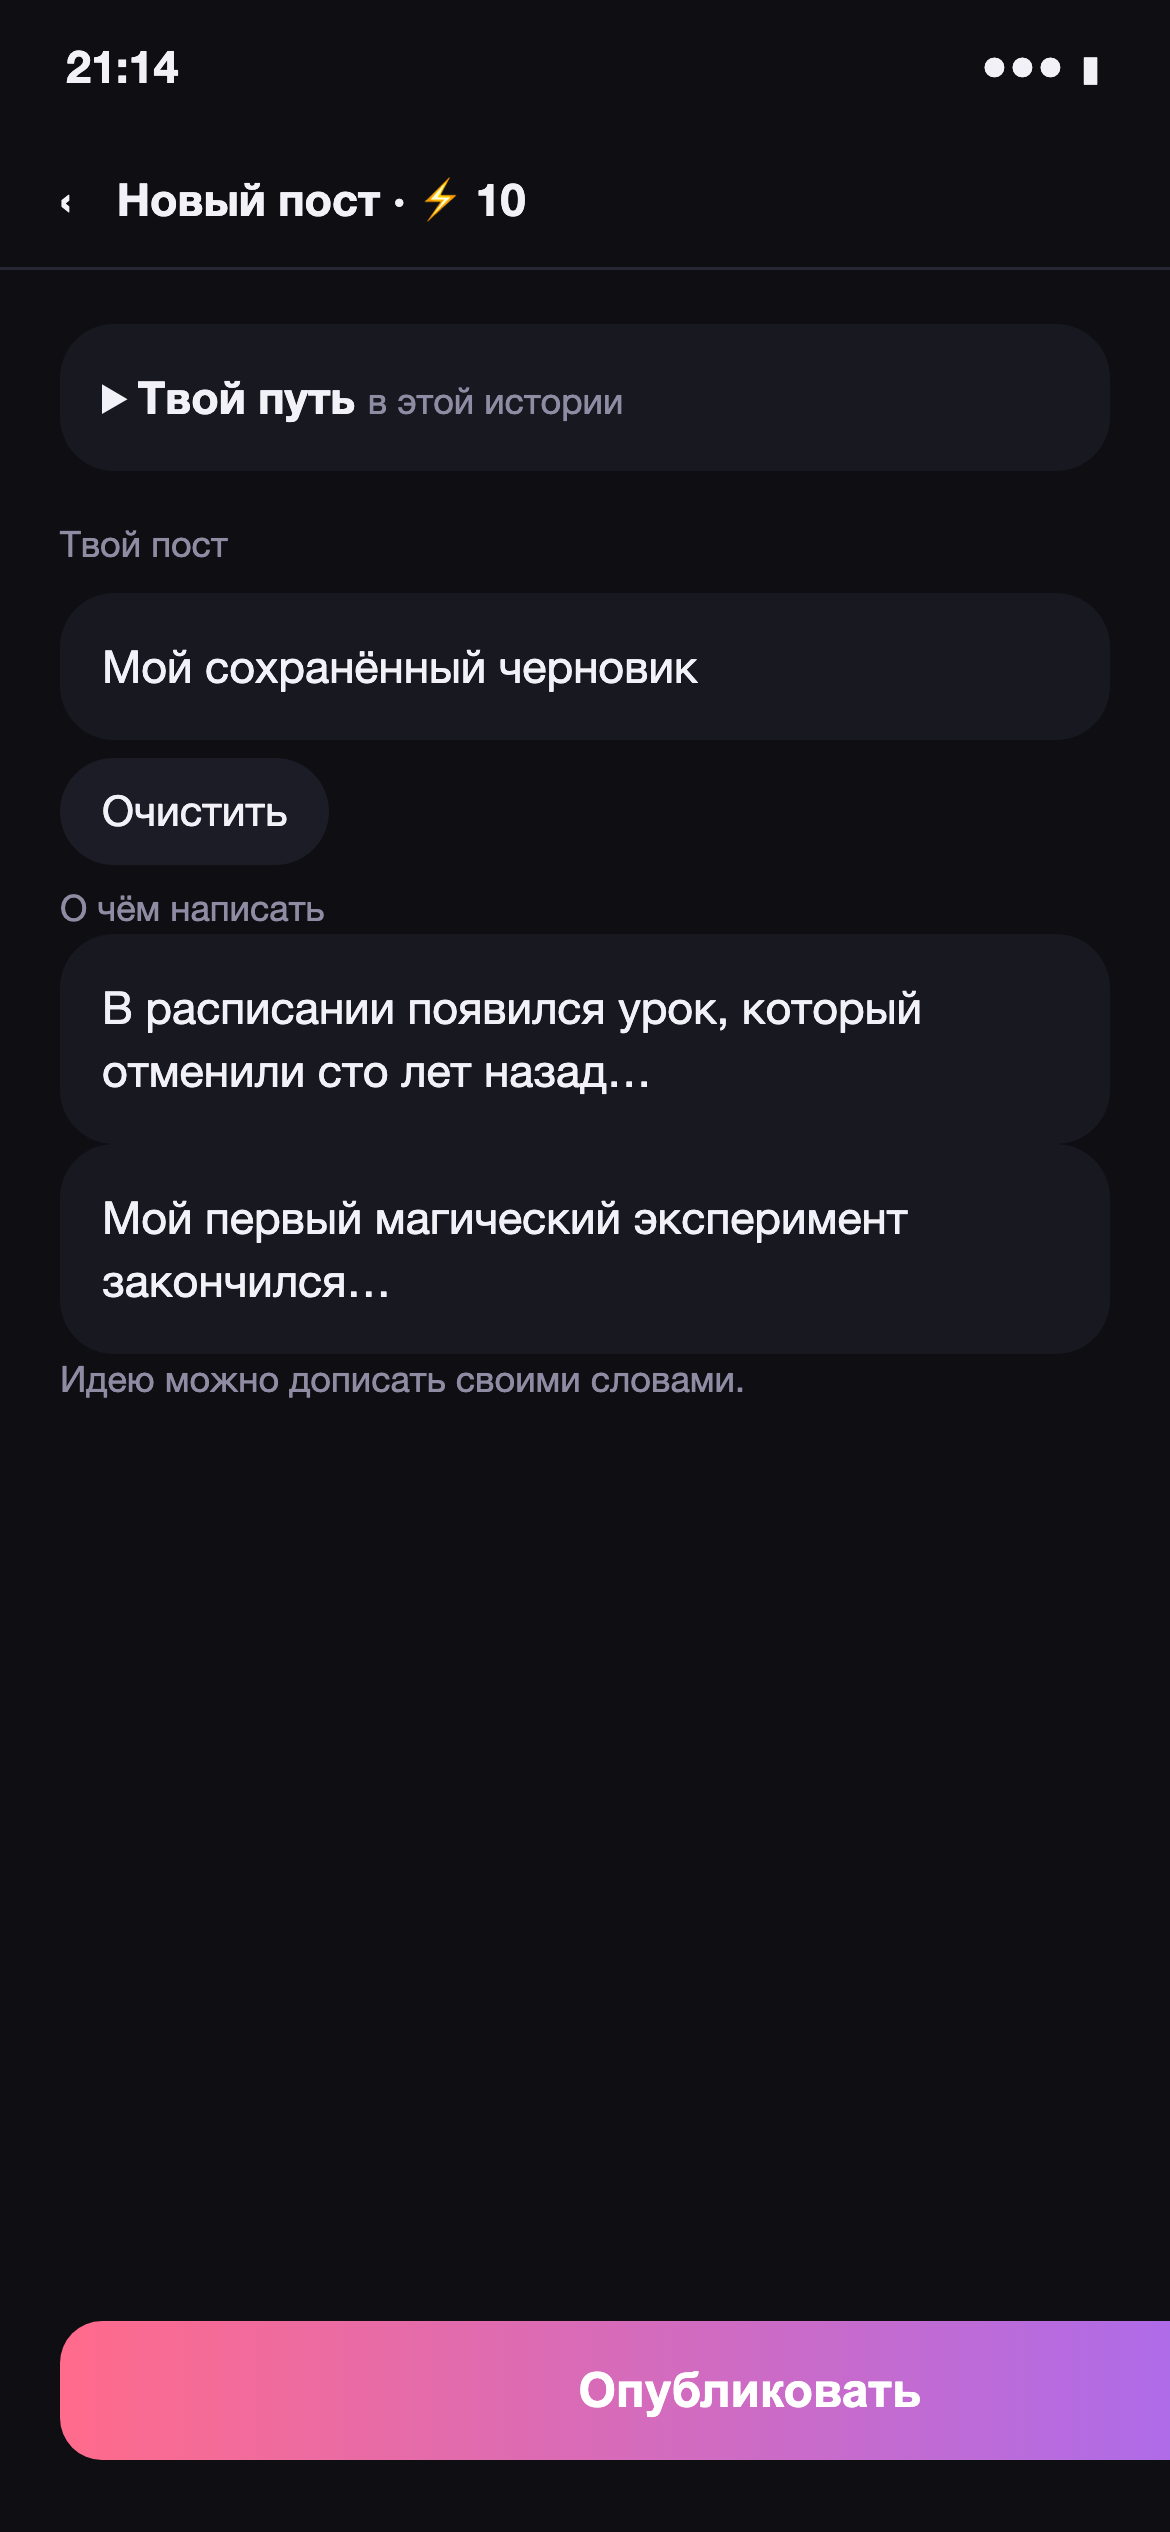 21:14
‹ Новый пост · ⚡ 10
▶ Твой путь в этой истории
Твой пост
Мой сохранённый черновик
Очистить
О чём написать
В расписании появился урок, который
отменили сто лет назад…
Мой первый магический эксперимент
закончился…
Идею можно дописать своими словами.
Опубликовать